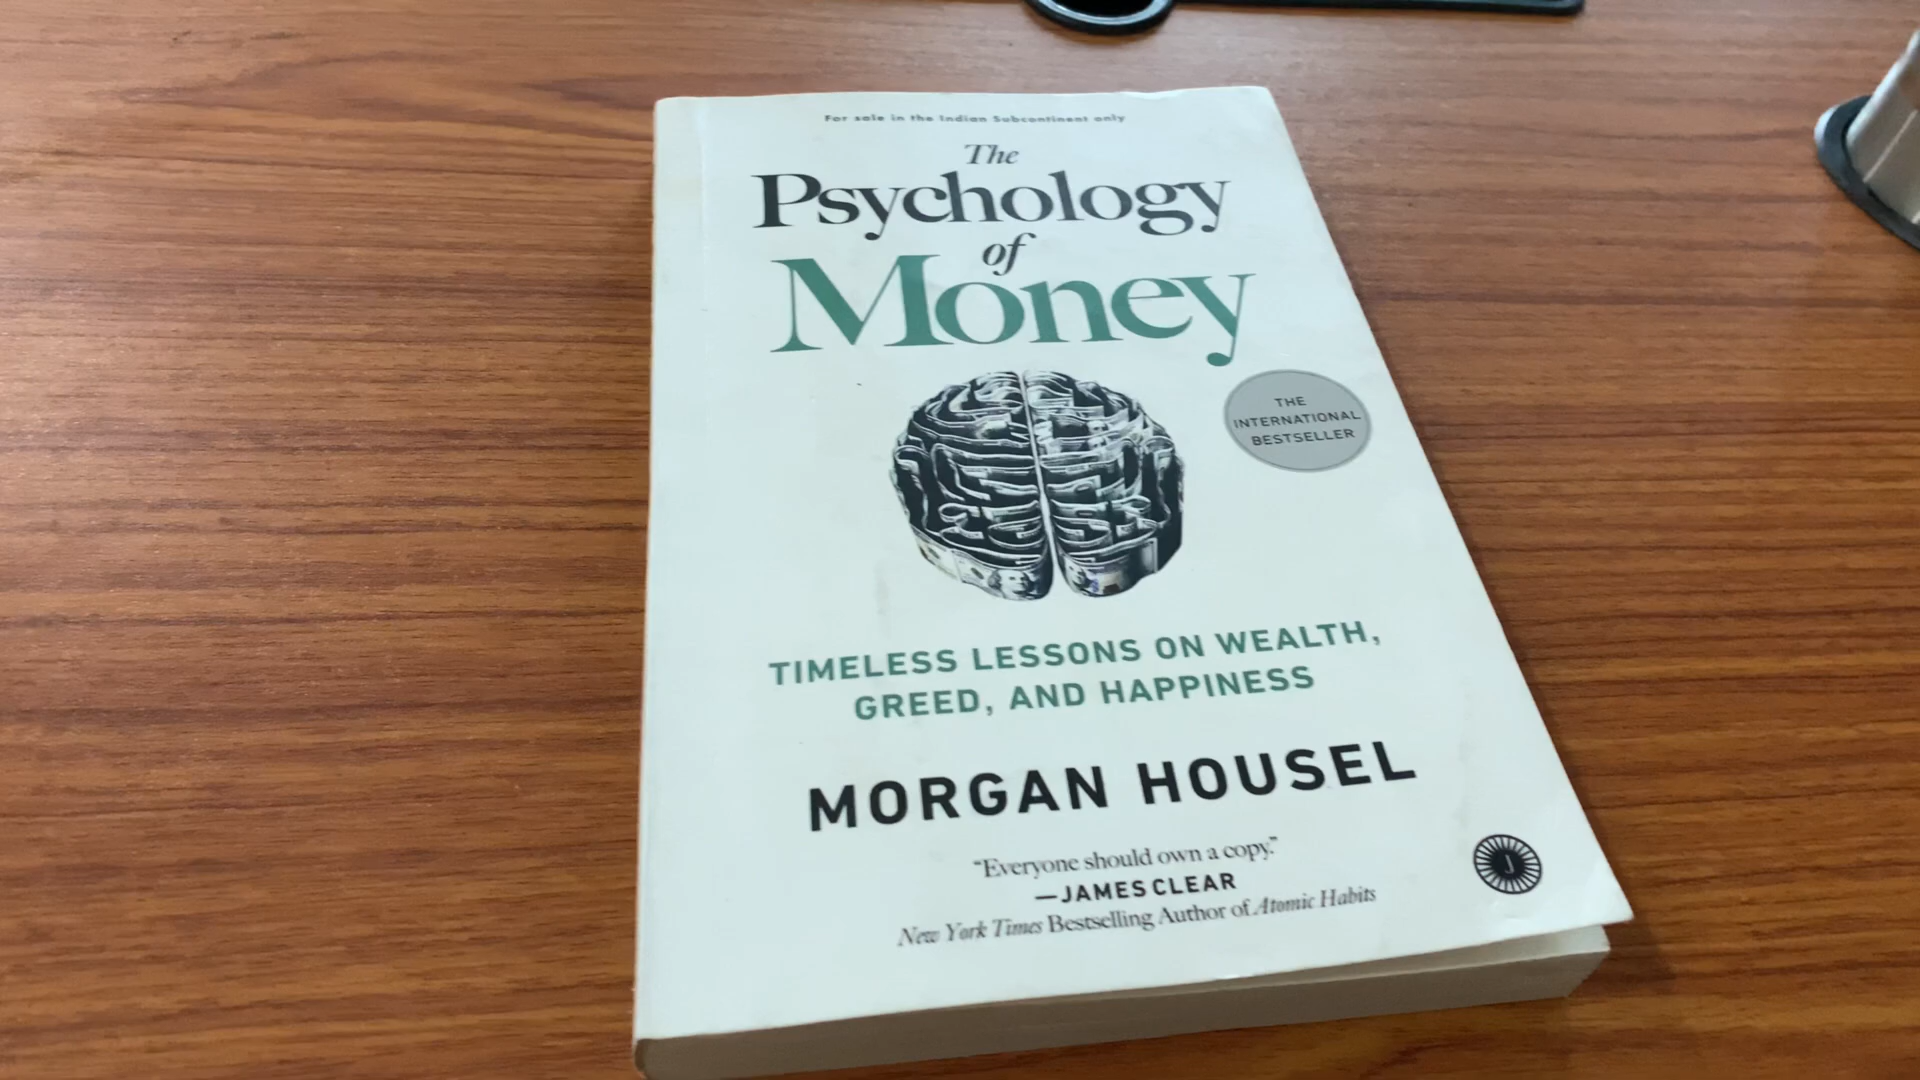 For sale in the Indian Subcontinent only
The
Psychology
of
Money
THE
INTERNATIONAL
BESTSELLER
TIMELESS LESSONS ON WEALTH,
GREED, AND HAPPINESS
MORGAN HOUSEL
“Everyone should own a copy.”
—JAMES CLEAR
New York Times Bestselling Author of Atomic Habits
J